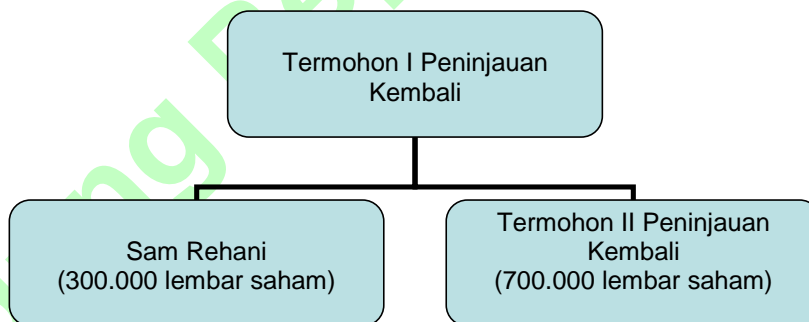 Termohon I Peninjauan
Kembali
Sam Rehani
(300.000 lembar saham)
Termohon II Peninjauan
Kembali
(700.000 lembar saham)